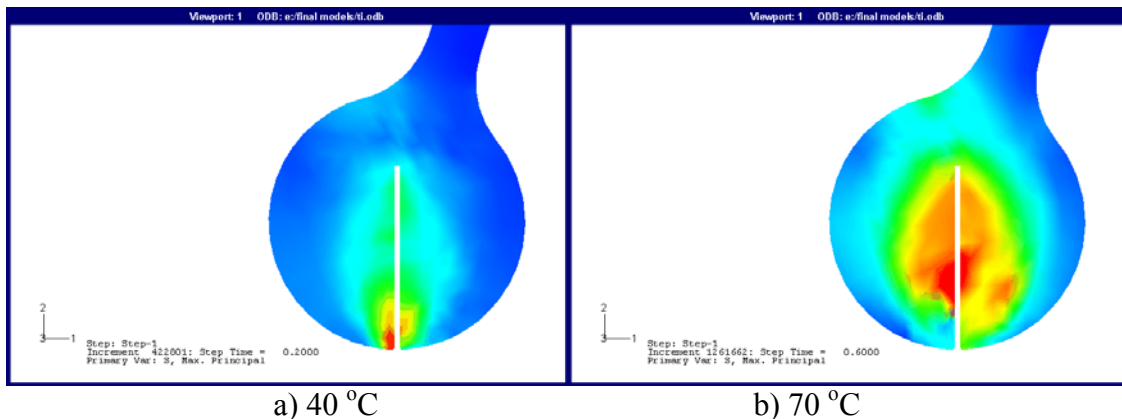 Viewport: 1 ODB: e:/final models/ti.odb
2
3 1
Step: Step-1
Increment 422001: Step Time = 0.2000
Primary Var: S, Max. Principal
a) 40 °C
Viewport: 1 ODB: e:/final models/ti.odb
2
3 1
Step: Step-1
Increment 1261662: Step Time = 0.6000
Primary Var: S, Max. Principal
b) 70 °C